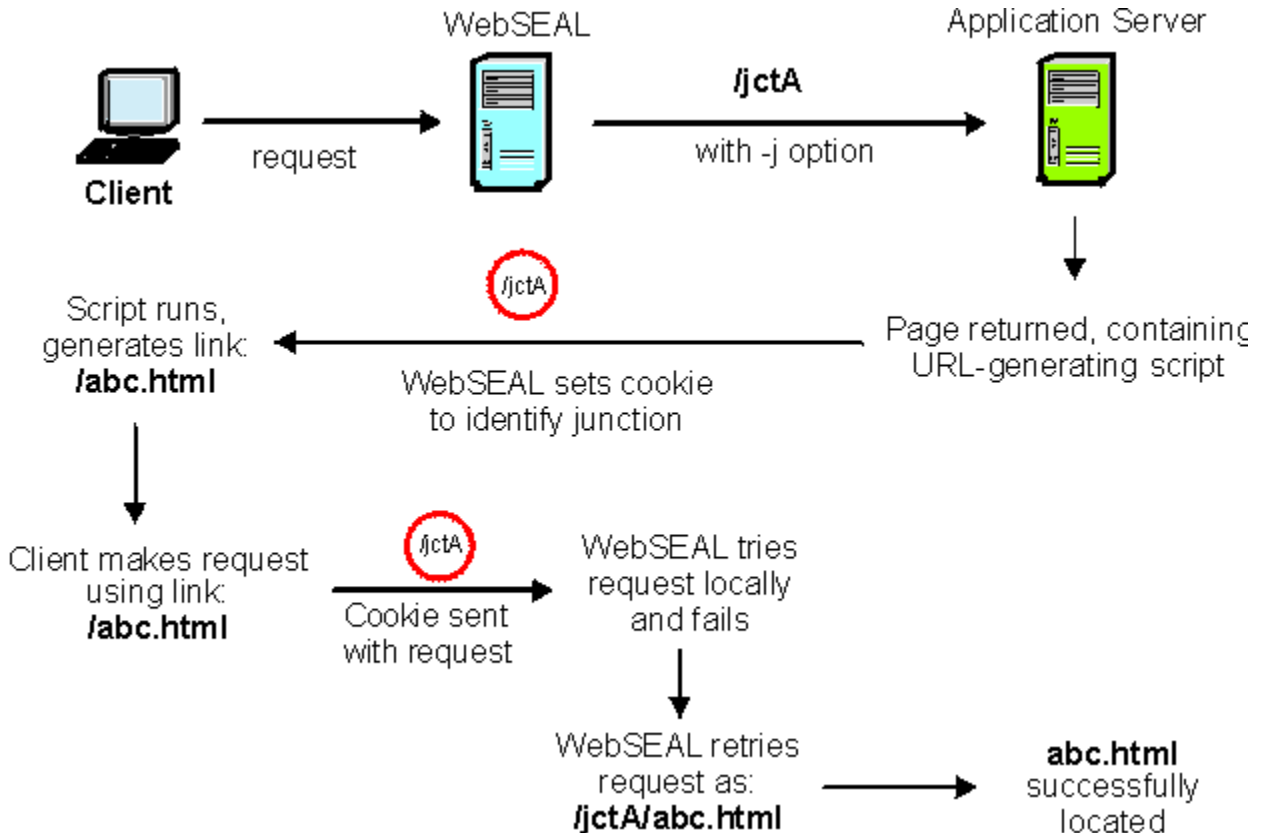 WebSEAL
Application Server
/jctA
request
with -j option
Client
/jctA
Script runs,
generates link:
/abc.html
Page returned, containing
URL-generating script
WebSEAL sets cookie
to identify junction
/jctA
Client makes request
using link:
/abc.html
Cookie sent
with request
WebSEAL tries
request locally
and fails
WebSEAL retries
request as:
/jctA/abc.html
abc.html
successfully
located